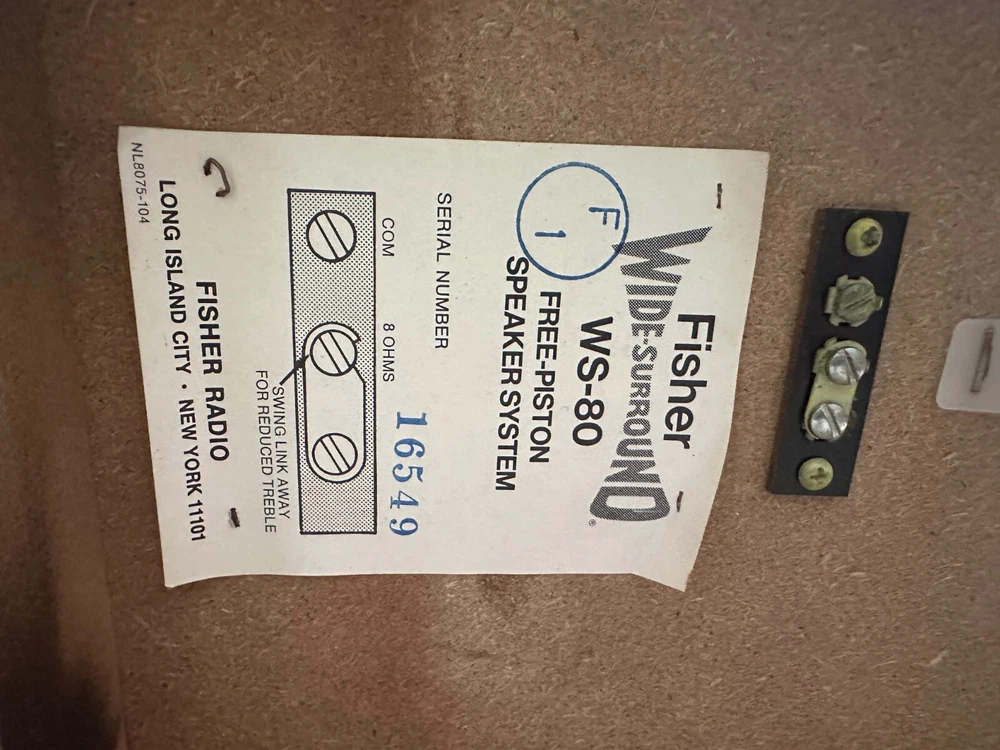 Fisher
WIDE-SURROUND®
WS-80
FREE-PISTON
SPEAKER SYSTEM
F
1
SERIAL NUMBER
16549
COM 8 OHMS
SWING LINK AWAY
FOR REDUCED TREBLE
FISHER RADIO
LONG ISLAND CITY • NEW YORK 11101
NL8075-104